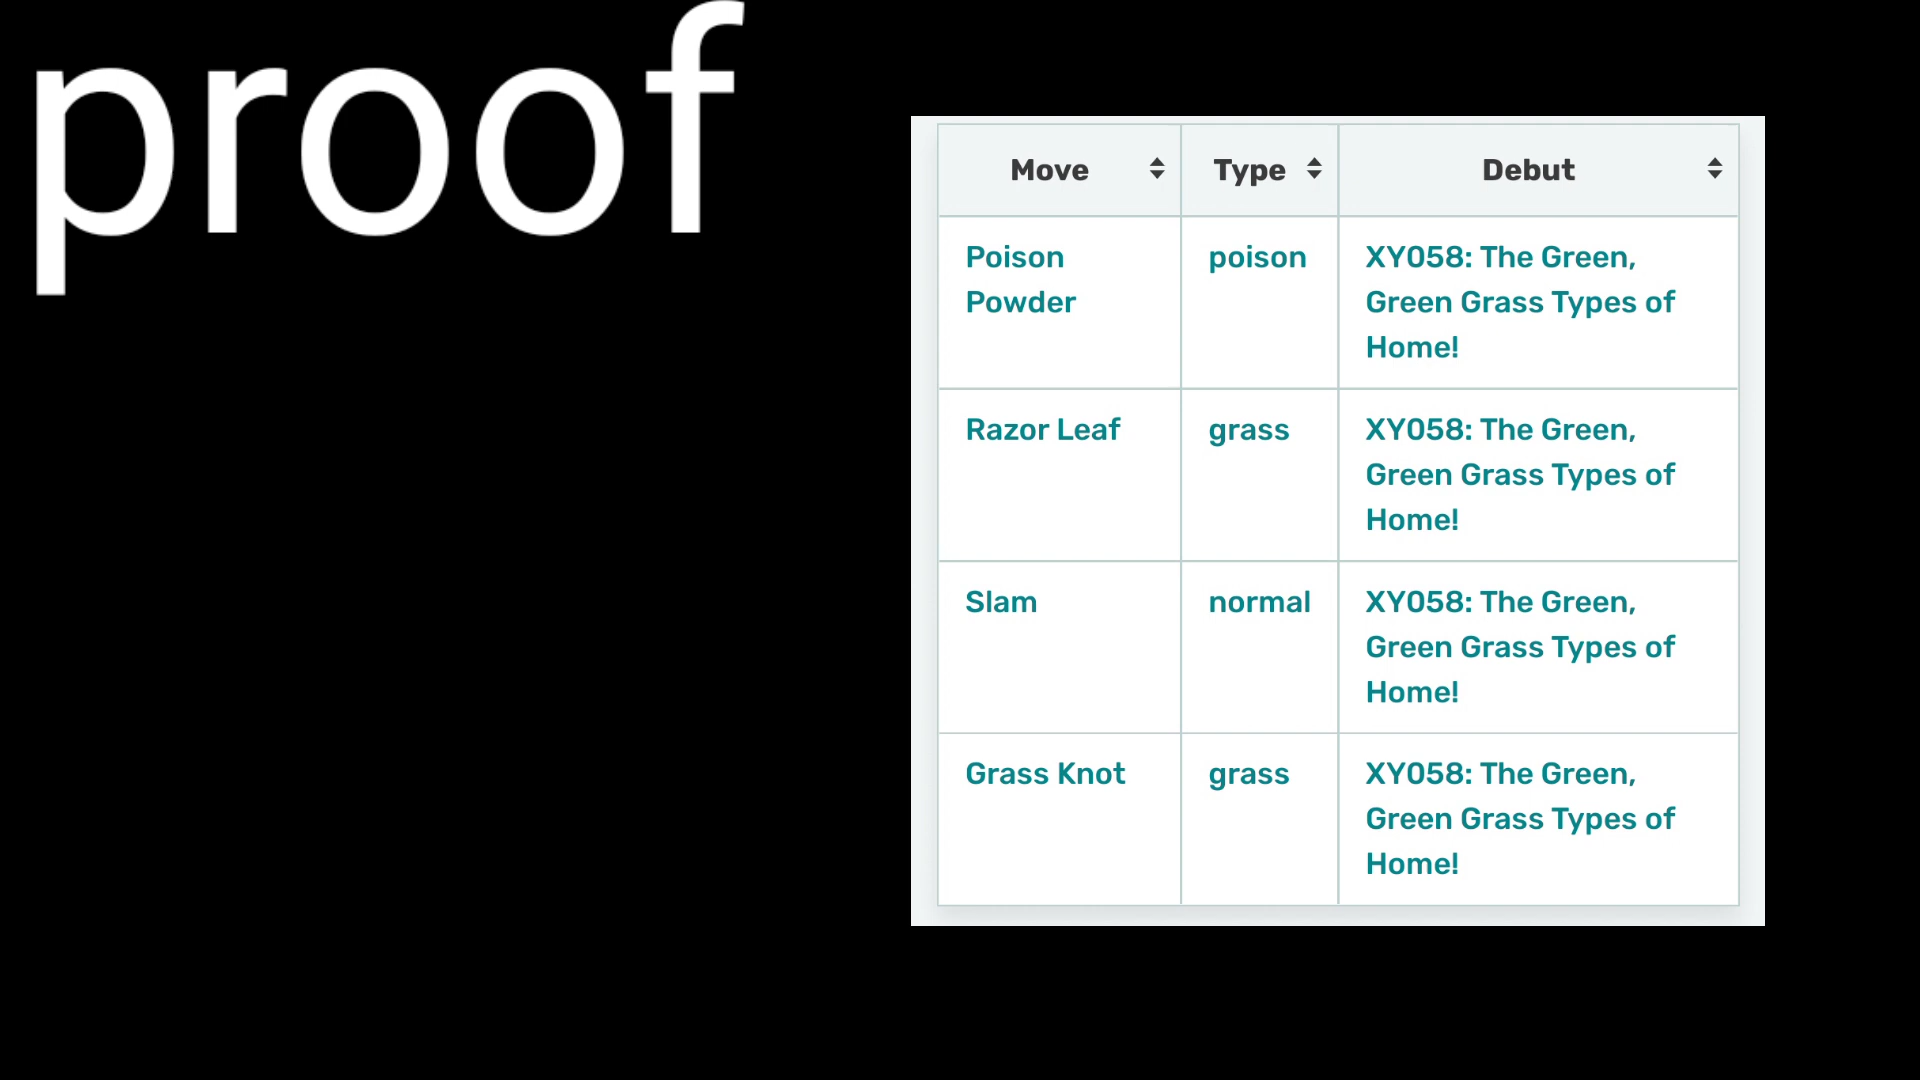 proof
Move Type Debut
Poison poison XY058: The Green,
Powder Green Grass Types of
Home!
Razor Leaf grass XY058: The Green,
Green Grass Types of
Home!
Slam normal XY058: The Green,
Green Grass Types of
Home!
Grass Knot grass XY058: The Green,
Green Grass Types of
Home!